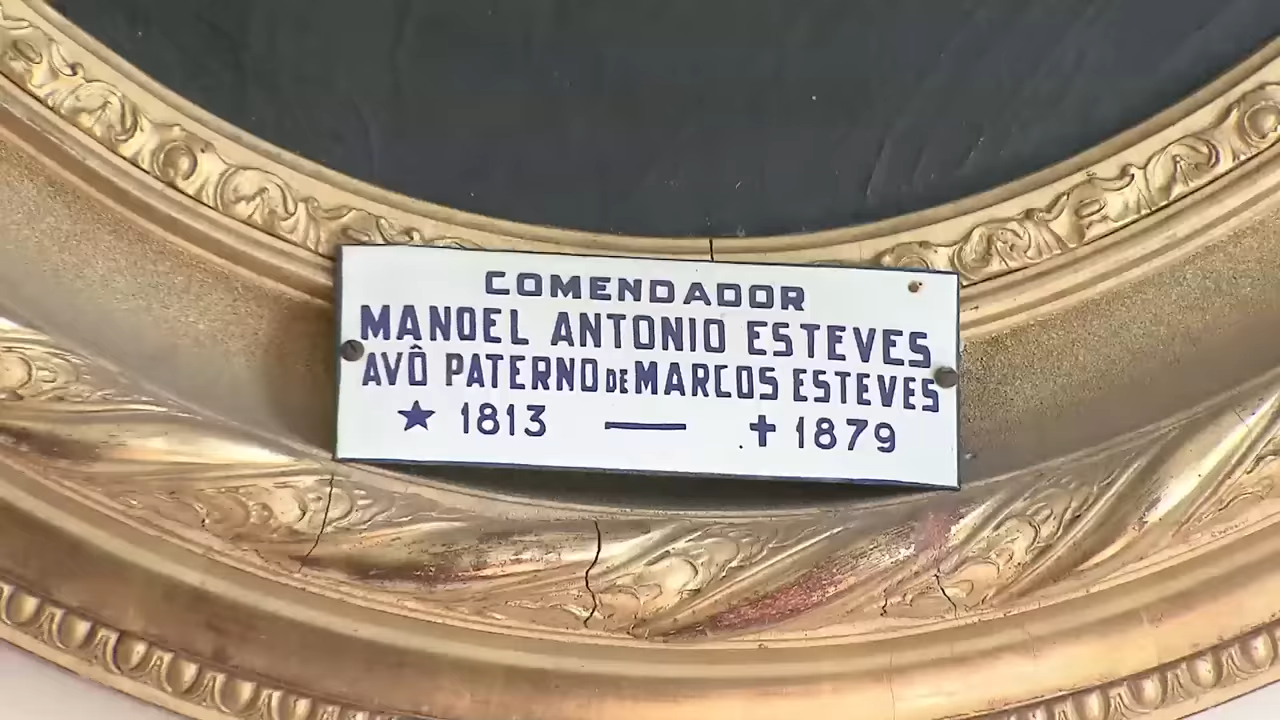 COMENDADOR
MANOEL ANTONIO ESTEVES
AVÔ PATERNO DE MARCOS ESTEVES
★ 1813 — ✝ 1879